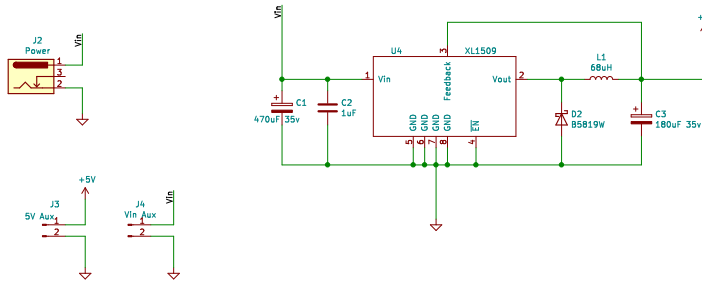 J2
Power
1
3
2
Vin
Vin
U4
XL1509
3
Feedback
1
Vin
Vout
2
GND
GND
GND
GND
EN
5
6
7
8
4
+
C1
470uF 35v
C2
1uF
L1
68uH
D2
B5819W
+
C3
180uF 35v
+5V
J3
5V Aux
1
2
J4
Vin Aux
1
2
Vin